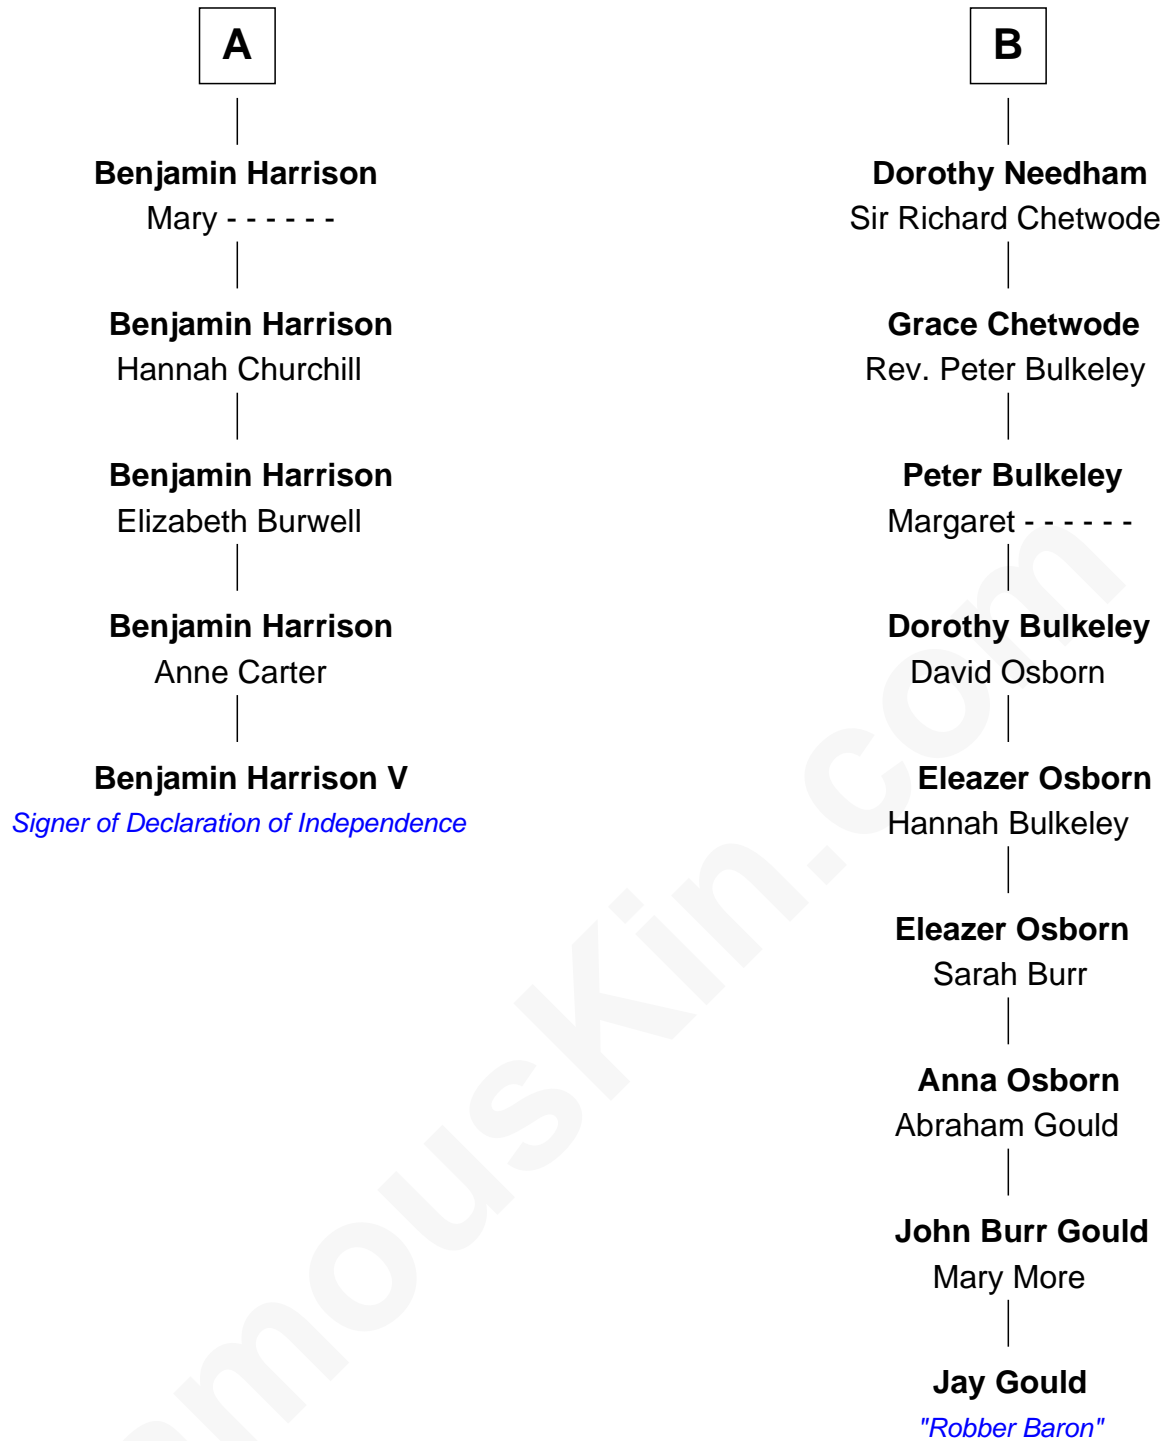 A
Benjamin Harrison
Mary - - - - - -
Benjamin Harrison
Hannah Churchill
Benjamin Harrison
Elizabeth Burwell
Benjamin Harrison
Anne Carter
Benjamin Harrison V
Signer of Declaration of Independence
B
Dorothy Needham
Sir Richard Chetwode
Grace Chetwode
Rev. Peter Bulkeley
Peter Bulkeley
Margaret - - - - - -
Dorothy Bulkeley
David Osborn
Eleazer Osborn
Hannah Bulkeley
Eleazer Osborn
Sarah Burr
Anna Osborn
Abraham Gould
John Burr Gould
Mary More
Jay Gould
"Robber Baron"
amousKin.com